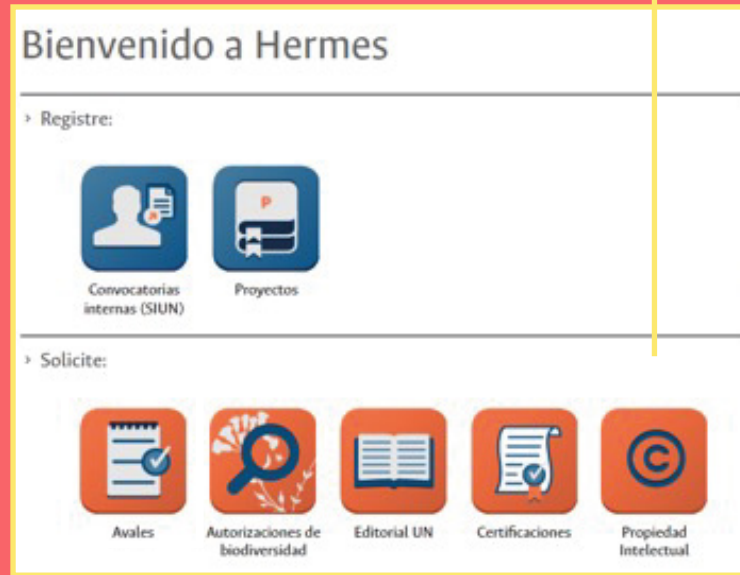 Bienvenido a Hermes
› Registre:
P
Convocatorias
internas (SIUN)
Proyectos
› Solicite:
©
Avales
Autorizaciones de
biodiversidad
Editorial UN
Certificaciones
Propiedad
Intelectual